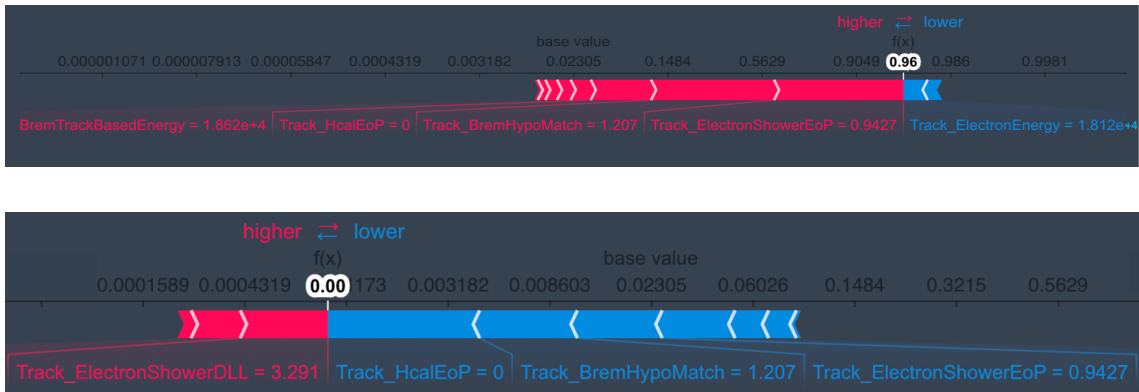 higher lower
base value f(x)
0.000001071 0.000007913 0.00005847 0.0004319 0.003182 0.02305 0.1484 0.5629 0.9049 0.96 0.986 0.9981
BremTrackBasedEnergy = 1.862e+4 Track_HcalEoP = 0 Track_BremHypoMatch = 1.207 Track_ElectronShowerEoP = 0.9427 Track_ElectronEnergy = 1.812e+4
higher lower
f(x) base value
0.0001589 0.0004319 0.00 173 0.003182 0.008603 0.02305 0.06026 0.1484 0.3215 0.5629
Track_ElectronShowerDLL = 3.291 Track_HcalEoP = 0 Track_BremHypoMatch = 1.207 Track_ElectronShowerEoP = 0.9427